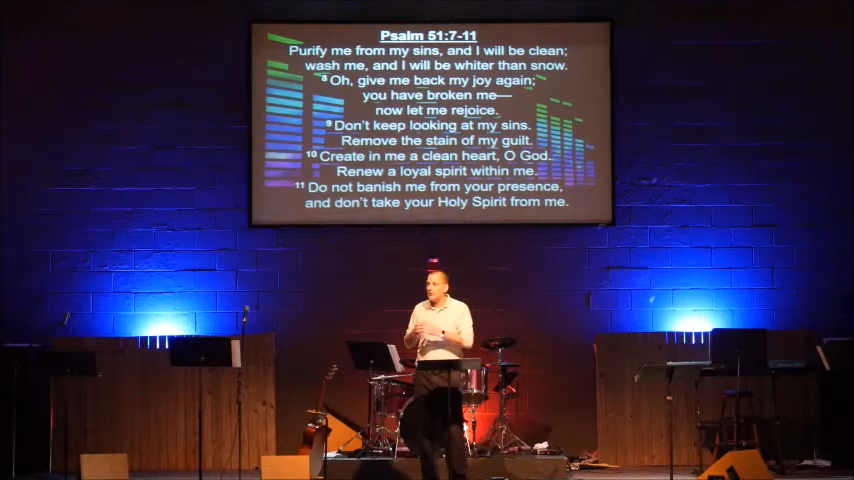 Psalm 51:7-11
Purify me from my sins, and I will be clean;
wash me, and I will be whiter than snow.
8 Oh, give me back my joy again;
you have broken me—
now let me rejoice.
9 Don't keep looking at my sins.
Remove the stain of my guilt.
10 Create in me a clean heart, O God.
Renew a loyal spirit within me.
11 Do not banish me from your presence,
and don't take your Holy Spirit from me.